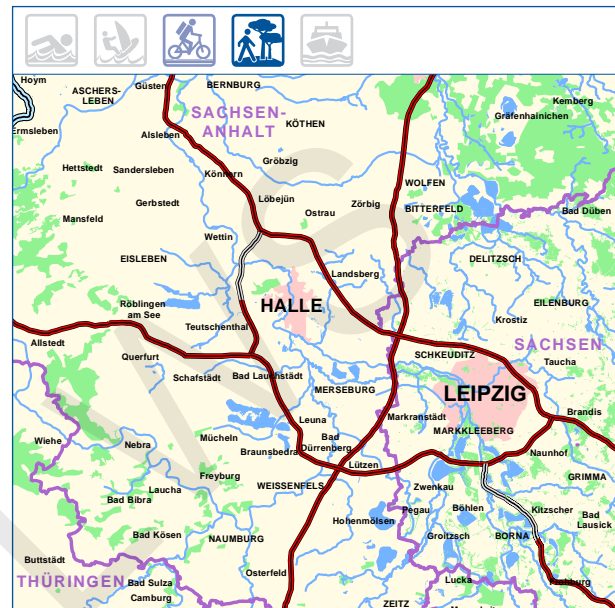 Hoym
Güsten
BERNBURG
ASCHERS-
LEBEN
Kemberg
Gräfenhainichen
SACHSEN-
ANHALT
Ermsleben
Alsleben
KÖTHEN
Gröbzig
Hettstedt
Sandersleben
Könnern
WOLFEN
Gerbstedt
Löbejün
Zörbig
BITTERFELD
Ostrau
Bad Düben
Mansfeld
Wettin
EISLEBEN
DELITZSCH
Landsberg
Röblingen
am See
HALLE
EILENBURG
Krostiz
Teutschenthal
Allstedt
SACHSEN
Querfurt
SCHKEUDITZ
Taucha
Schafstädt
Bad Lauchstädt
MERSEBURG
LEIPZIG
Leuna
Markranstädt
Brandis
MARKKLEEBERG
Wiehe
Nebra
Mücheln
Braunsbedra
Bad
Dürrenberg
Naunhof
Lützen
Freyburg
GRIMMA
WEISSENFELS
Zwenkau
Laucha
Bad Bibra
Pegau
Böhlen
Kitzscher
Bad
Lausick
Hohenmölsen
Bad Kösen
NAUMBURG
Groitzsch
BORNA
Buttstädt
Osterfeld
THÜRINGEN
Bad Sulza
Lucka
Frohburg
Camburg
ZEITZ